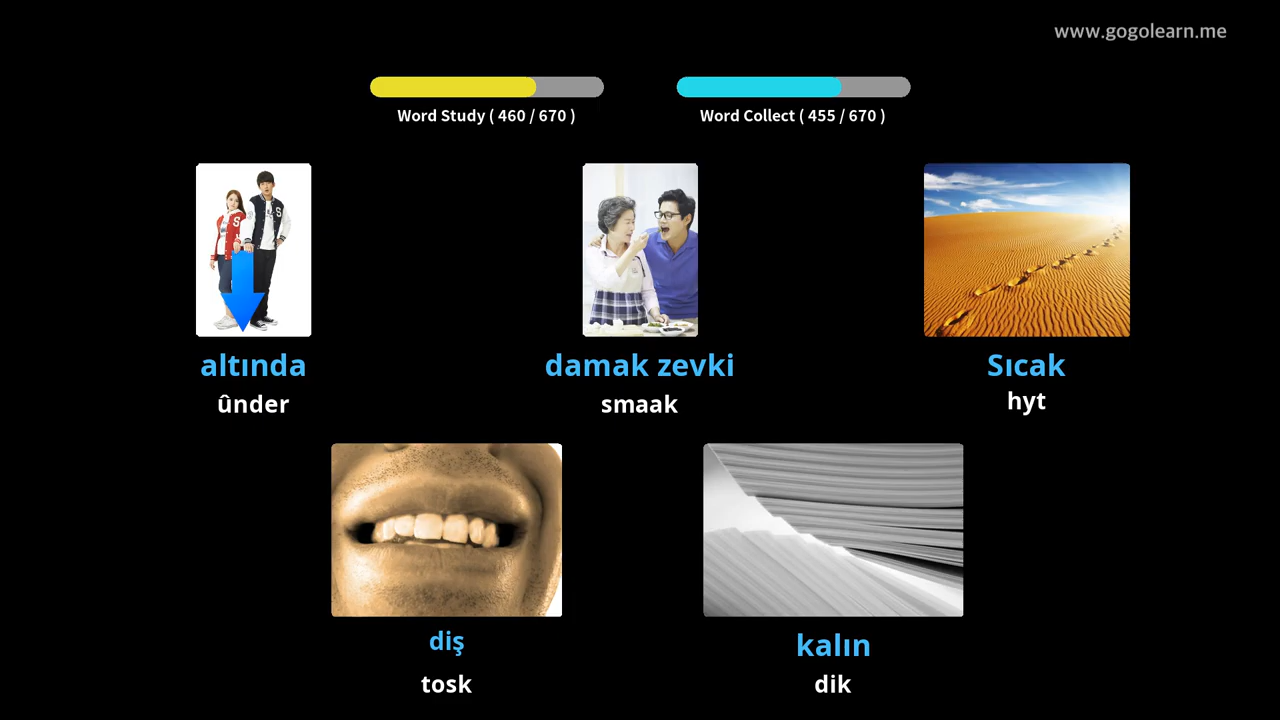 www.gogolearn.me
Word Study ( 460 / 670 )
Word Collect ( 455 / 670 )
altında
ûnder
damak zevki
smaak
Sıcak
hyt
diş
tosk
kalın
dik